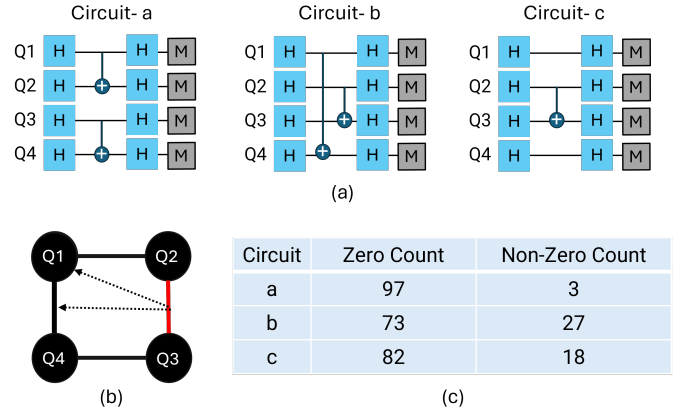 Circuit- a Circuit- b Circuit- c
Q1 H H M Q1 H H M Q1 H H M
Q2 H H M Q2 H H M Q2 H H M
Q3 H H M Q3 H H M Q3 H H M
Q4 H H M Q4 H H M Q4 H H M
(a)
Q1 Q2
Q4 Q3
(b)
Circuit Zero Count Non-Zero Count
a 97 3
b 73 27
c 82 18
(c)